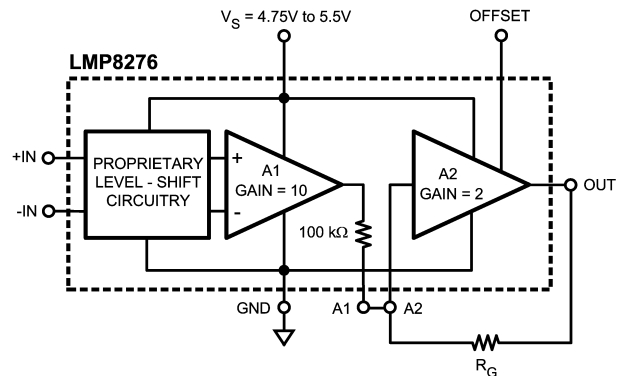 V_S = 4.75V to 5.5V
OFFSET
LMP8276
+IN
-IN
PROPRIETARY
LEVEL - SHIFT
CIRCUITRY
+
-
A1
GAIN = 10
A2
GAIN = 2
OUT
100 kΩ
GND
A1
A2
R_G